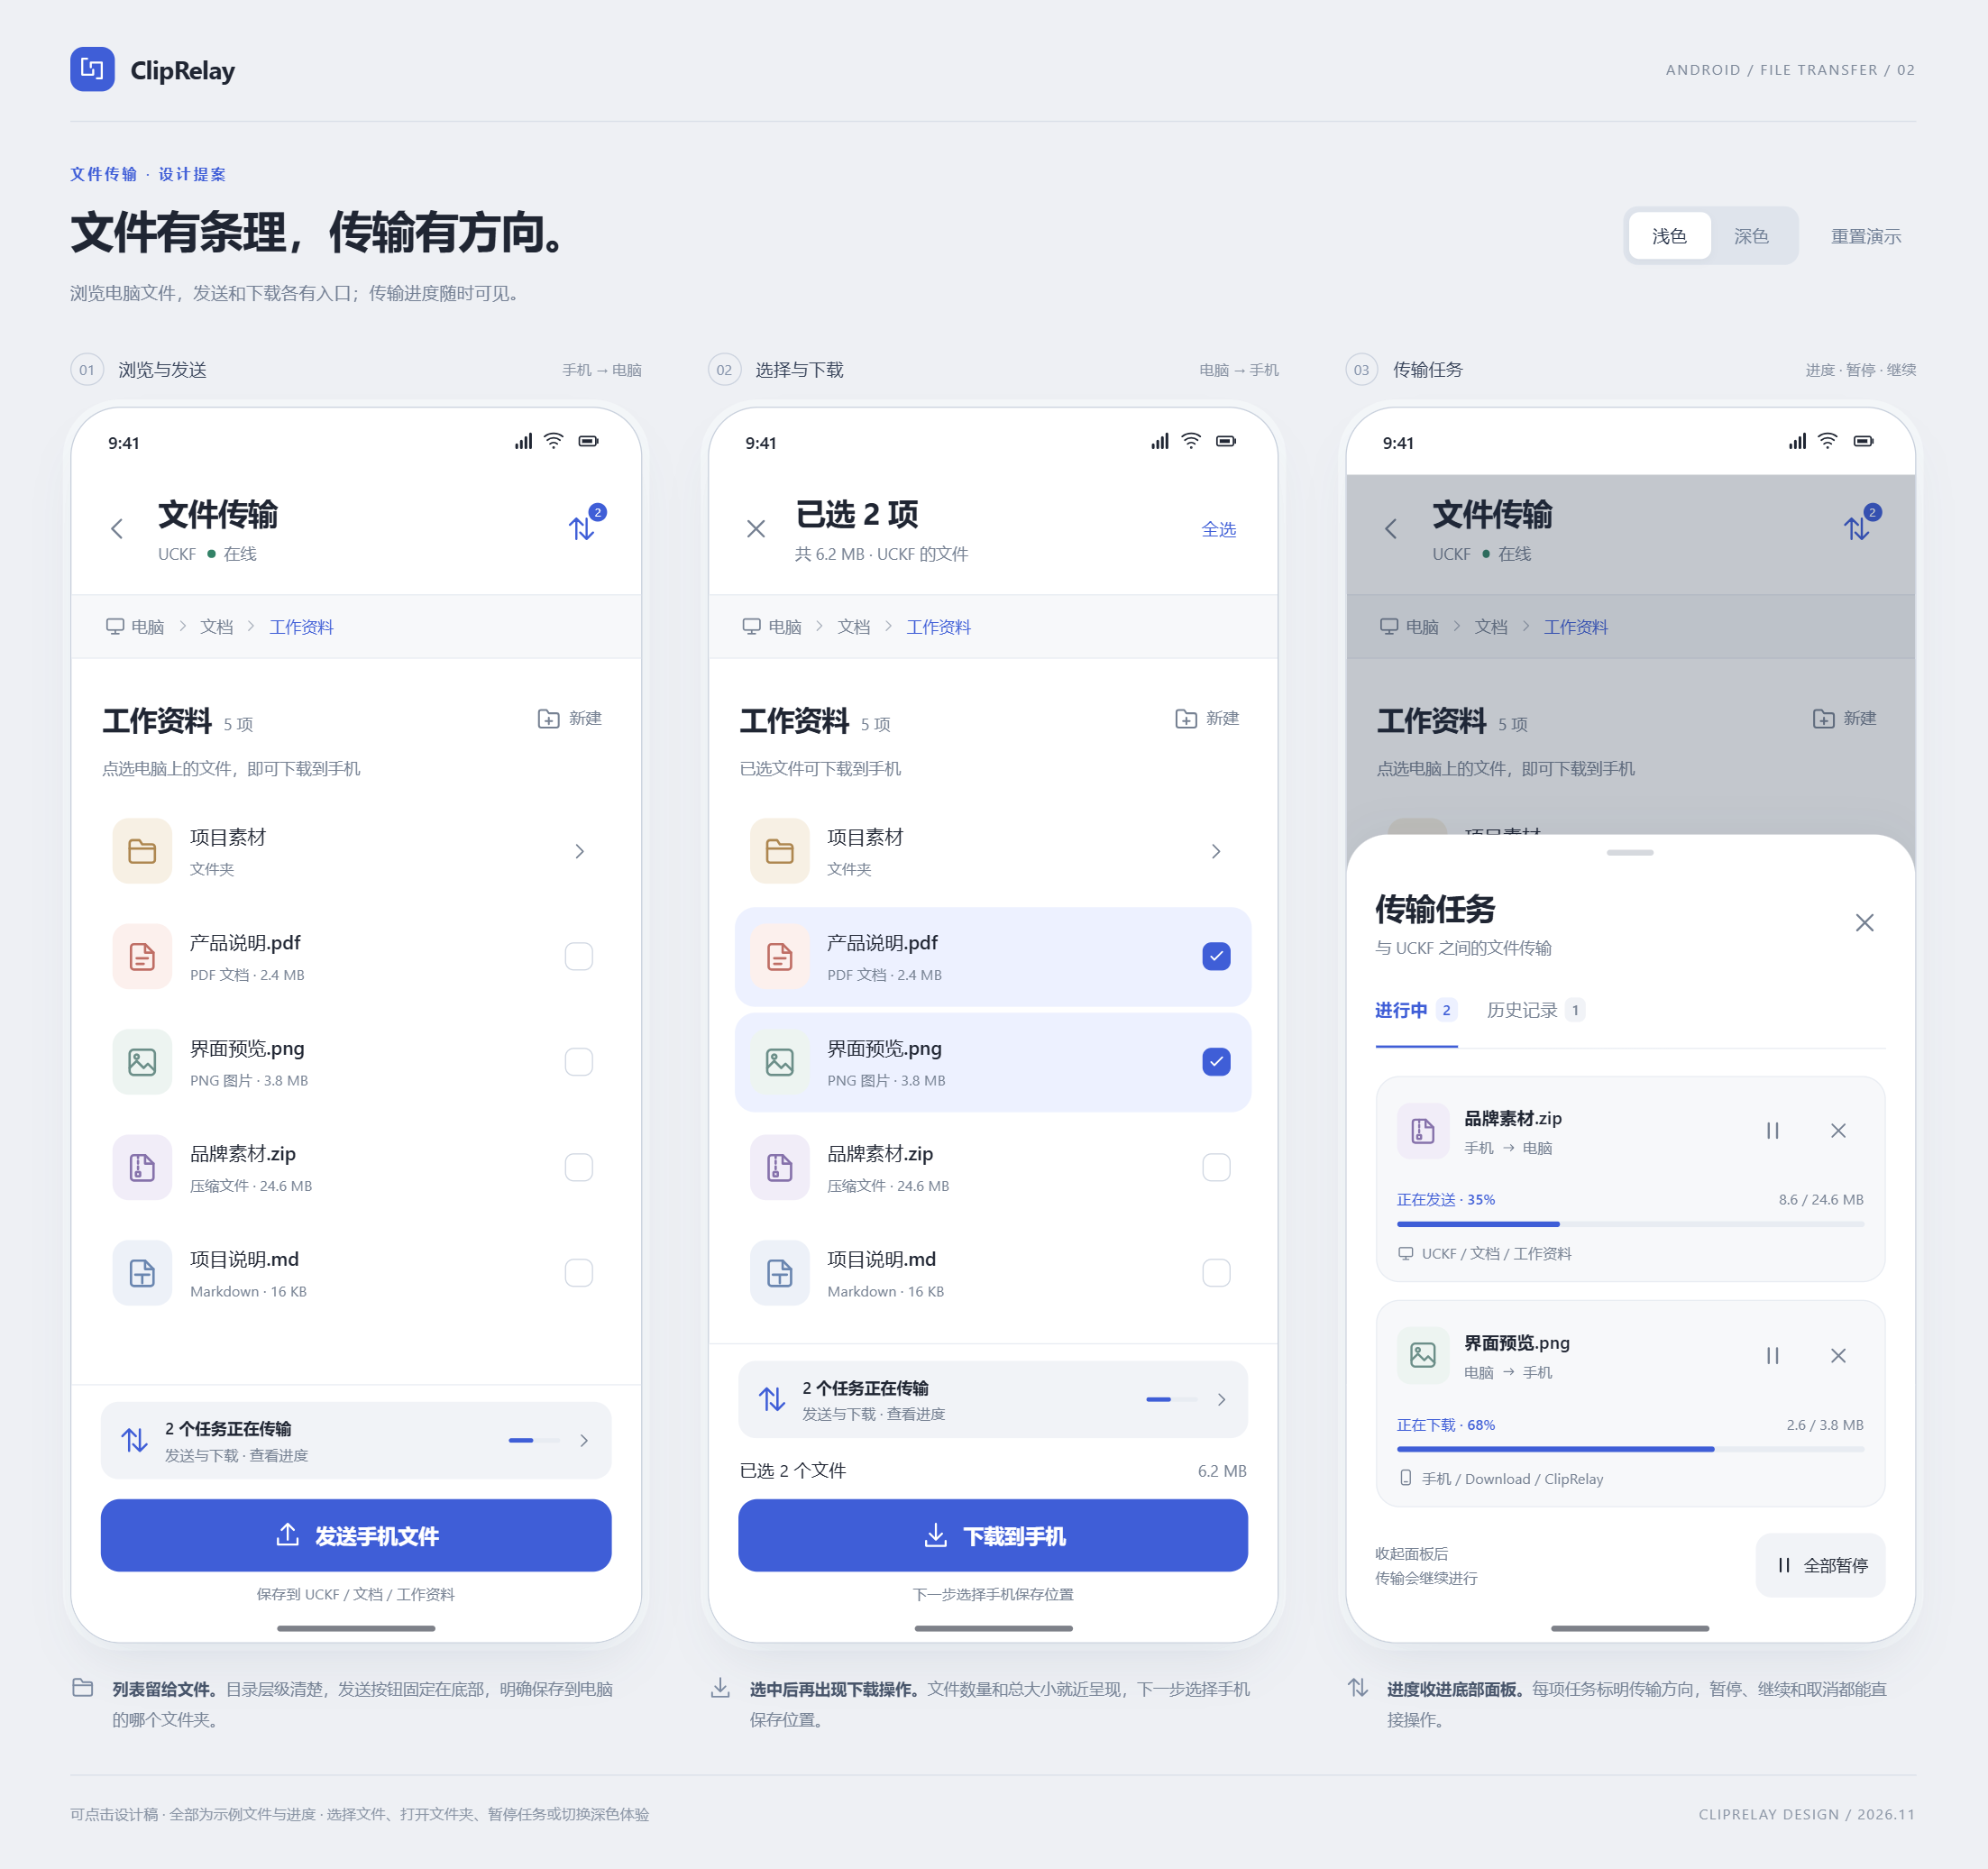 ClipRelay
ANDROID / FILE TRANSFER / 02
文件传输 · 设计提案
文件有条理，传输有方向。
浏览电脑文件，发送和下载各有入口；传输进度随时可见。
浅色
深色
重置演示
01 浏览与发送
手机 → 电脑
9:41
文件传输
2
UCKF 在线
电脑 > 文档 > 工作资料
工作资料 5 项
新建
点选电脑上的文件，即可下载到手机
项目素材
文件夹
产品说明.pdf
PDF 文档 · 2.4 MB
界面预览.png
PNG 图片 · 3.8 MB
品牌素材.zip
压缩文件 · 24.6 MB
项目说明.md
Markdown · 16 KB
2 个任务正在传输
发送与下载 · 查看进度
发送手机文件
保存到 UCKF / 文档 / 工作资料
列表留给文件。目录层级清楚，发送按钮固定在底部，明确保存到电脑
的哪个文件夹。
02 选择与下载
电脑 → 手机
9:41
已选 2 项
共 6.2 MB · UCKF 的文件
全选
电脑 > 文档 > 工作资料
工作资料 5 项
新建
已选文件可下载到手机
项目素材
文件夹
产品说明.pdf
PDF 文档 · 2.4 MB
界面预览.png
PNG 图片 · 3.8 MB
品牌素材.zip
压缩文件 · 24.6 MB
项目说明.md
Markdown · 16 KB
2 个任务正在传输
发送与下载 · 查看进度
已选 2 个文件
6.2 MB
下载到手机
下一步选择手机保存位置
选中后再出现下载操作。文件数量和总大小就近呈现，下一步选择手机
保存位置。
03 传输任务
进度 · 暂停 · 继续
9:41
文件传输
2
UCKF 在线
电脑 > 文档 > 工作资料
工作资料 5 项
新建
点选电脑上的文件，即可下载到手机
项目素材
传输任务
与 UCKF 之间的文件传输
进行中 2
历史记录 1
品牌素材.zip
手机 → 电脑
正在发送 · 35%
8.6 / 24.6 MB
UCKF / 文档 / 工作资料
界面预览.png
电脑 → 手机
正在下载 · 68%
2.6 / 3.8 MB
手机 / Download / ClipRelay
收起面板后
传输会继续进行
全部暂停
进度收进底部面板。每项任务标明传输方向，暂停、继续和取消都能直
接操作。
可点击设计稿 · 全部为示例文件与进度 · 选择文件、打开文件夹、暂停任务或切换深色体验
CLIPRELAY DESIGN / 2026.11